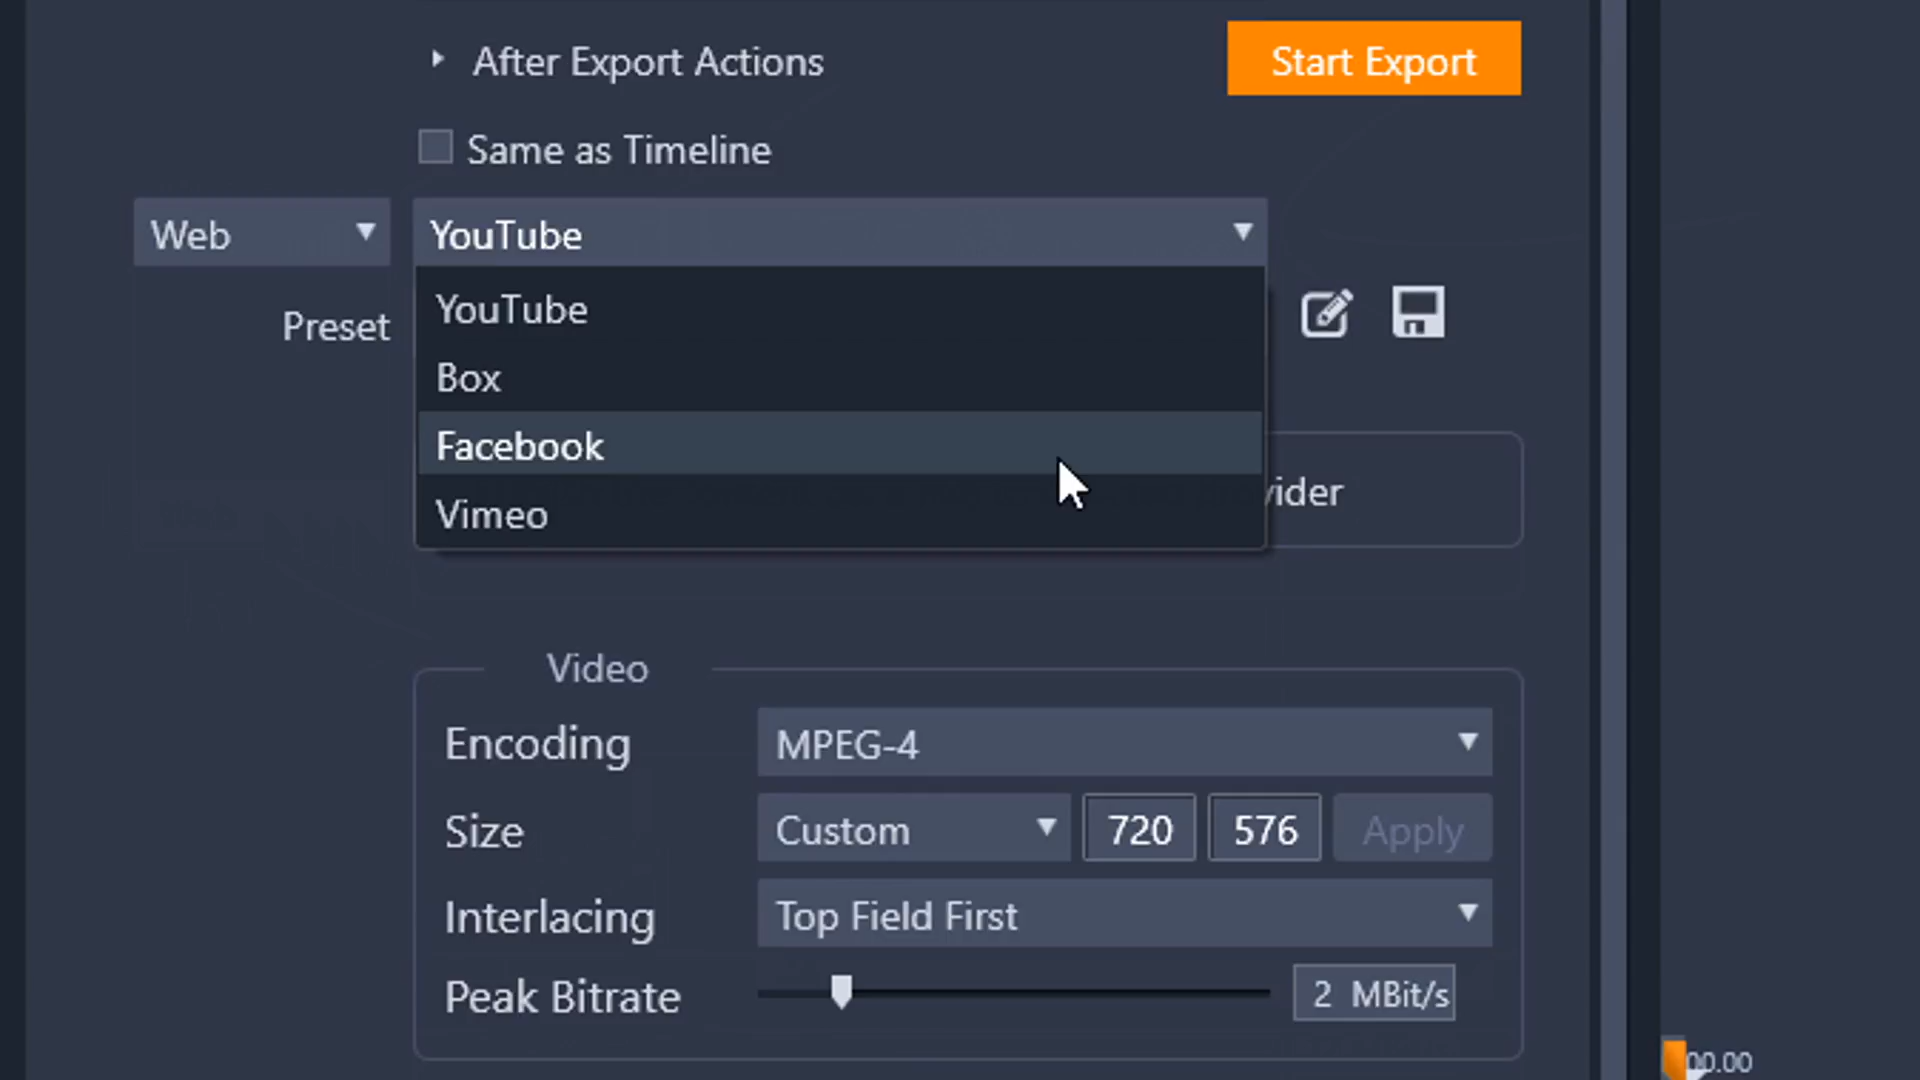 After Export Actions
Start Export
Same as Timeline
Web
YouTube
Preset
YouTube
Box
Facebook
Vimeo
vider
Video
Encoding
MPEG-4
Size
Custom
720
576
Apply
Interlacing
Top Field First
Peak Bitrate
2 MBit/s
00.00